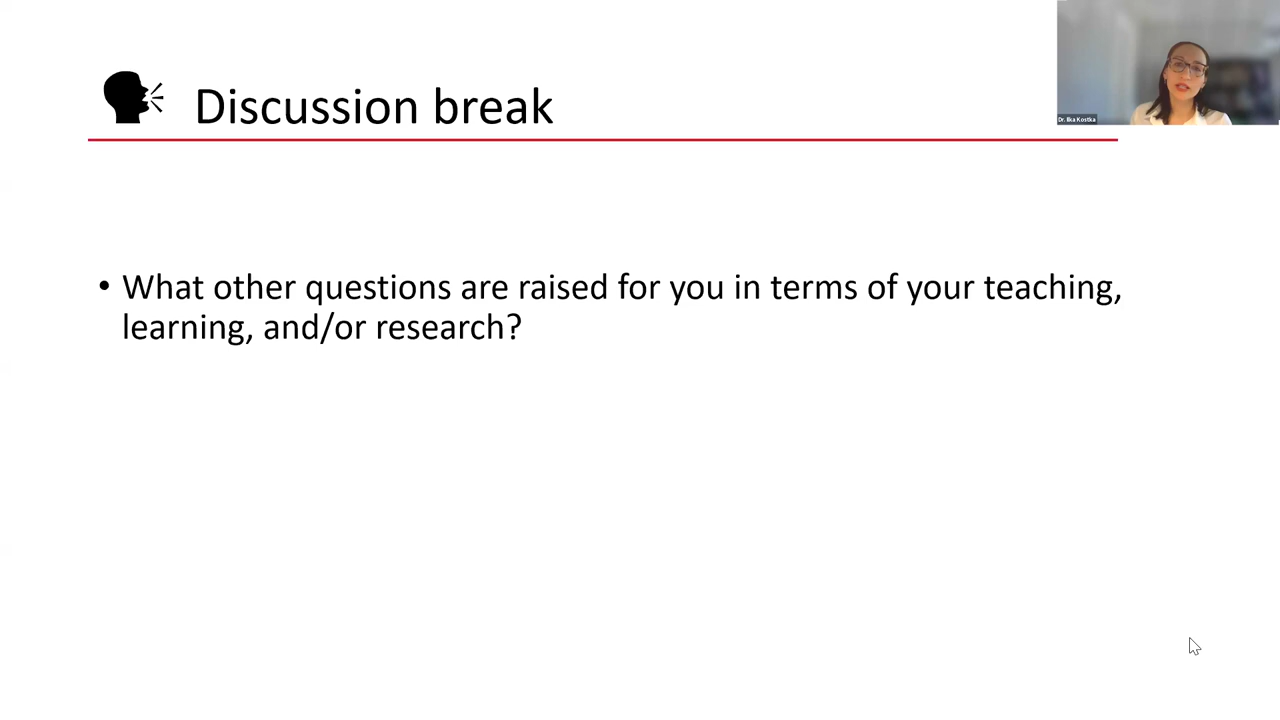 Discussion break
Dr. Ilka Kostka
• What other questions are raised for you in terms of your teaching,
learning, and/or research?